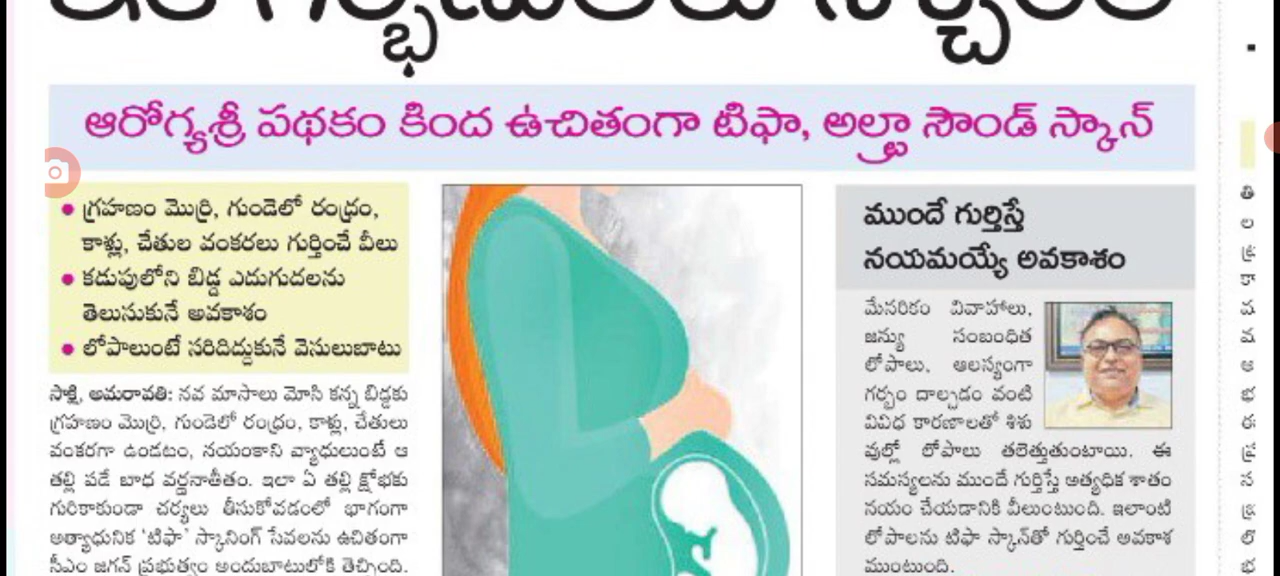 ఆరోగ్యశ్రీ పథకం కింద ఉచితంగా టిఫా, అల్ట్రా సౌండ్ స్కాన్
• గ్రహణం మొర్రి, గుండెలో రంధ్రం,
కాళ్లు, చేతుల వంకరలు గుర్తించే వీలు
• కడుపులోని బిడ్డ ఎదుగుదలను
తెలుసుకునే అవకాశం
• లోపాలుంటే సరిదిద్దుకునే వెసులుబాటు
సాక్షి, అమరావతి: నవ మాసాలు మోసి కన్న బిడ్డకు
గ్రహణం మొర్రి, గుండెలో రంధ్రం, కాళ్లు, చేతులు
వంకరగా ఉండటం, నయంకాని వ్యాధులుంటే ఆ
తల్లి పడే బాధ వర్ణనాతీతం. ఇలా ఏ తల్లి క్షోభకు
గురికాకుండా చర్యలు తీసుకోవడంలో భాగంగా
అత్యాధునిక ‘టిఫా’ స్కానింగ్ సేవలను ఉచితంగా
సీఎం జగన్ ప్రభుత్వం అందుబాటులోకి తెచ్చింది.
ముందే గుర్తిస్తే
నయమయ్యే అవకాశం
మేనరికం వివాహాలు,
జన్యు సంబంధిత
లోపాలు, ఆలస్యంగా
గర్భం దాల్చడం వంటి
వివిధ కారణాలతో శిశు
వుల్లో లోపాలు తలెత్తుతుంటాయి. ఈ
సమస్యలను ముందే గుర్తిస్తే అత్యధిక శాతం
నయం చేయడానికి వీలుంటుంది. ఇలాంటి
లోపాలను టిఫా స్కాన్‌తో గుర్తించే అవకాశ
ముంటుంది.